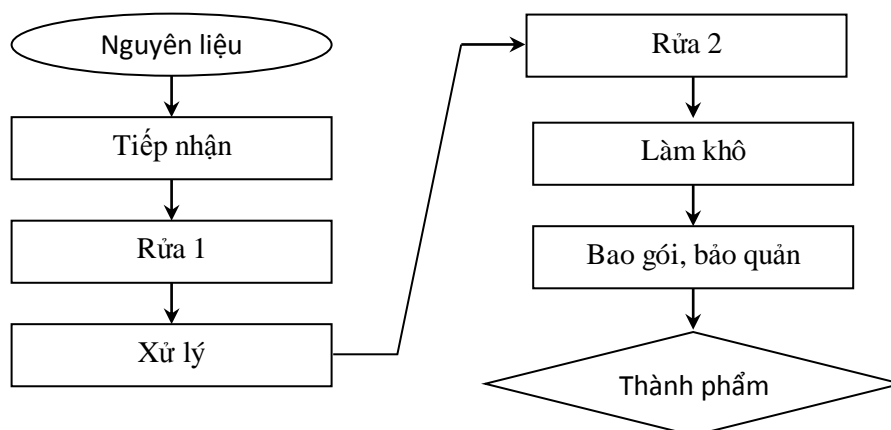 Nguyên liệu
Tiếp nhận
Rửa 1
Xử lý
Rửa 2
Làm khô
Bao gói, bảo quản
Thành phẩm